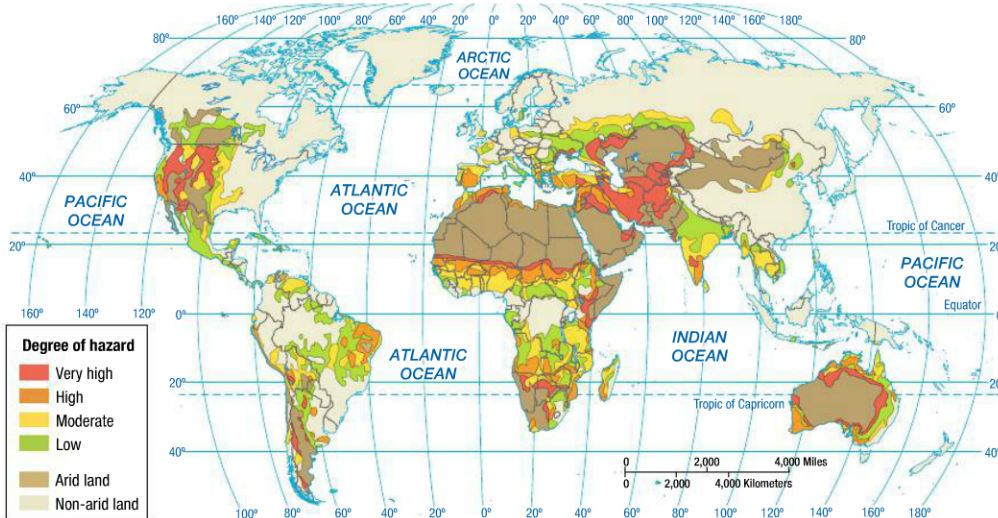 160° 140° 120° 100° 80° 60° 40° 20° 0° 20° 40° 60° 80° 100° 120° 140° 160° 180°
80° 80°
ARCTIC
OCEAN
60° 60°
40° 40°
PACIFIC
OCEAN
ATLANTIC
OCEAN
Tropic of Cancer
20° 20°
PACIFIC
OCEAN
160° 140° 120°
Equator
0° 0
INDIAN
OCEAN
ATLANTIC
OCEAN
20° 20°
Tropic of Capricorn
40° 40°
Degree of hazard
Very high
High
Moderate
Low
Arid land
Non-arid land
0 2,000 4,000 Miles
0 2,000 4,000 Kilometers
100° 80° 60° 40° 20° 0° 20° 40° 60° 80° 100° 120° 140° 160° 180°